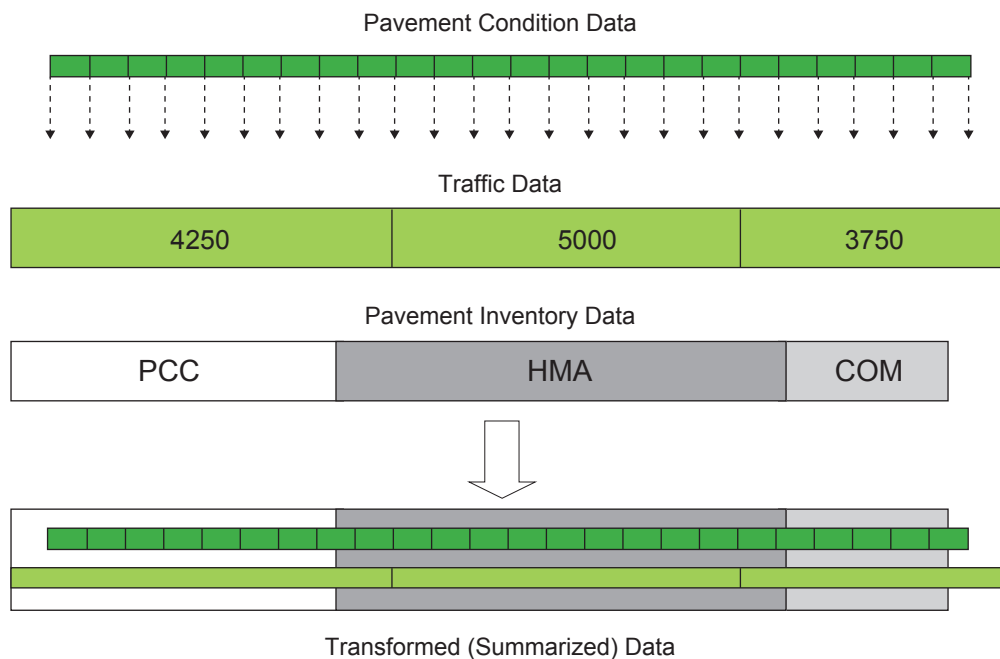 Pavement Condition Data
Traffic Data
4250 5000 3750
Pavement Inventory Data
PCC HMA COM
Transformed (Summarized) Data